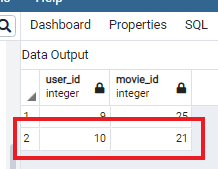 Dashboard Properties SQL
Data Output
user_id integer movie_id integer
1 9 25
2 10 21